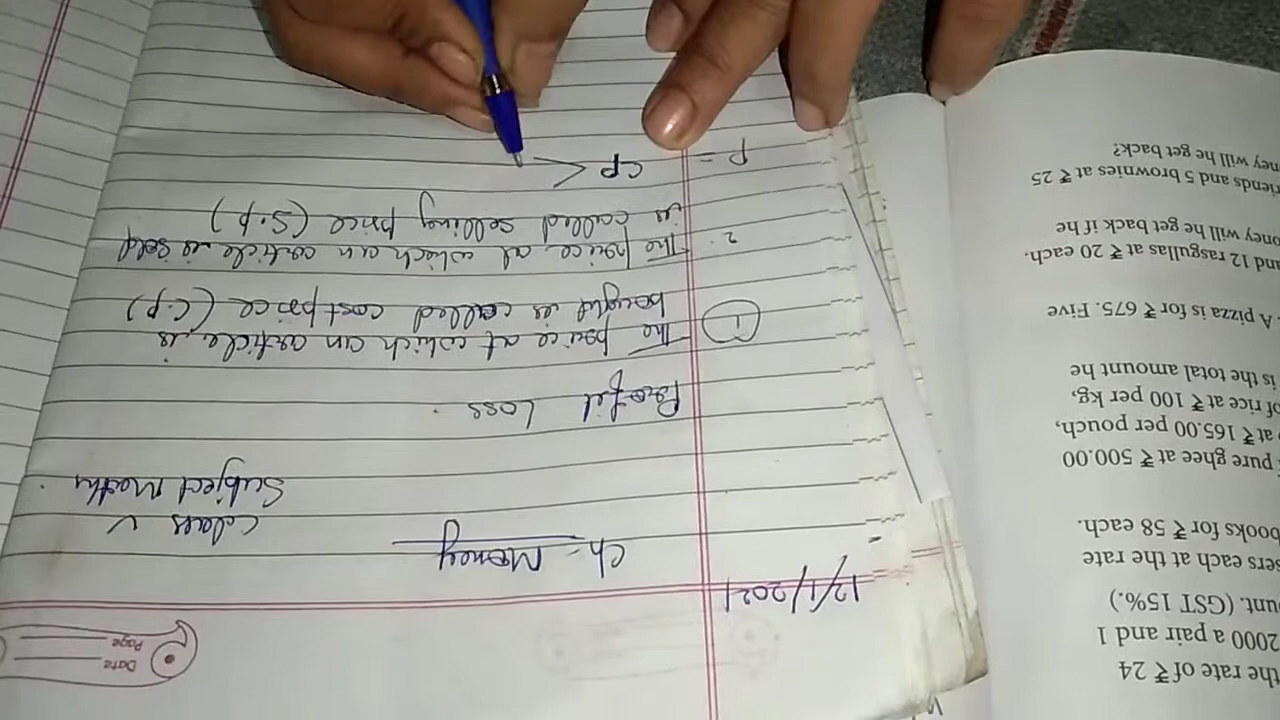 Date
Page
12/1/2021
Ch- Money
Class V
Subject Maths
Profit Loss
1 The price at which an article is
bought is called cost price (C.P)
2. The price at which an article is sold
is called selling price (S.P)
P = CP <
the rate of ₹ 24
2000 a pair and 1
unt. (GST 15%.)
sers each at the rate
books for ₹ 58 each.
pure ghee at ₹ 500.00
at ₹ 165.00 per pouch,
of rice at ₹ 100 per kg,
is the total amount he
A pizza is for ₹ 675. Five
and 12 rasgullas at ₹ 20 each.
oney will he get back if he
riends and 5 brownies at ₹ 25
ney will he get back?